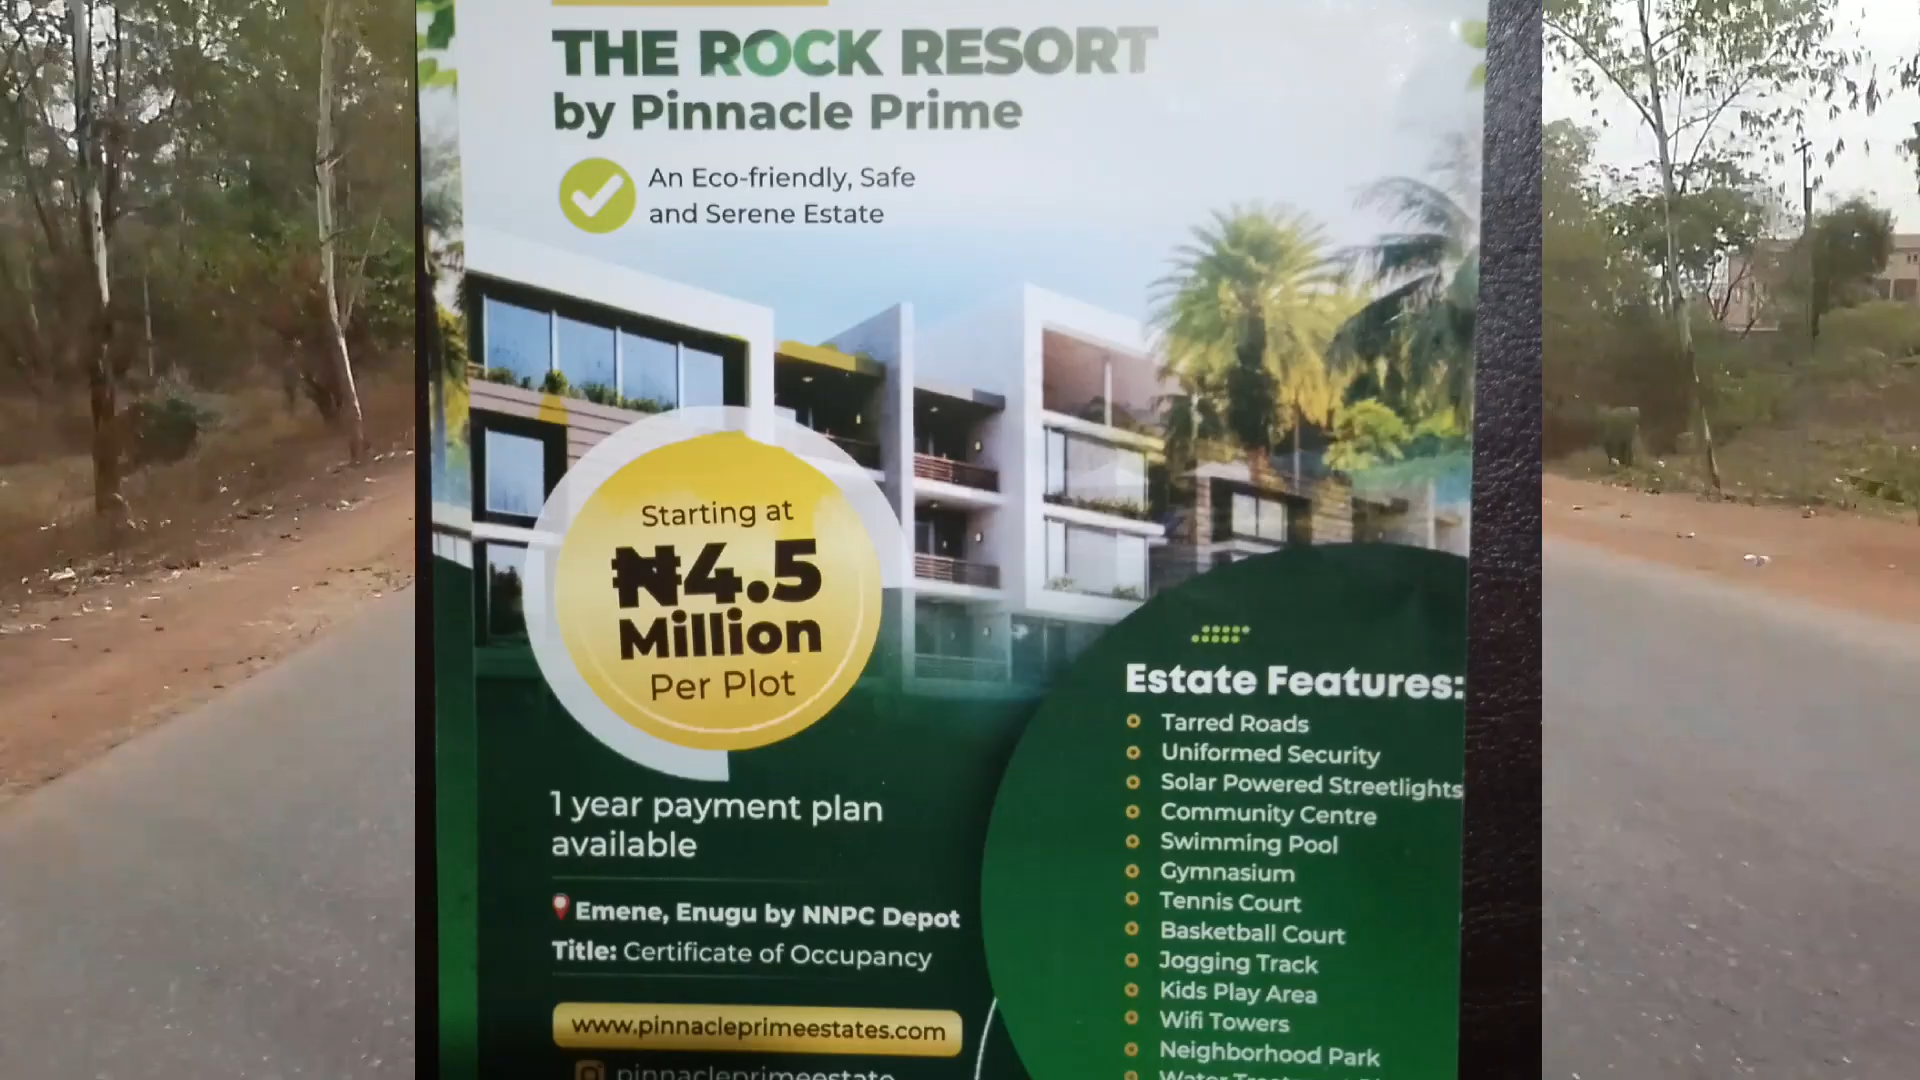 THE ROCK RESORT
by Pinnacle Prime
An Eco-friendly, Safe
and Serene Estate
Starting at
₦4.5
Million
Per Plot
1 year payment plan
available
Emene, Enugu by NNPC Depot
Title: Certificate of Occupancy
www.pinnacleprimeestates.com
pinnacleprimeestate
Estate Features:
Tarred Roads
Uniformed Security
Solar Powered Streetlights
Community Centre
Swimming Pool
Gymnasium
Tennis Court
Basketball Court
Jogging Track
Kids Play Area
Wifi Towers
Neighborhood Park
Water